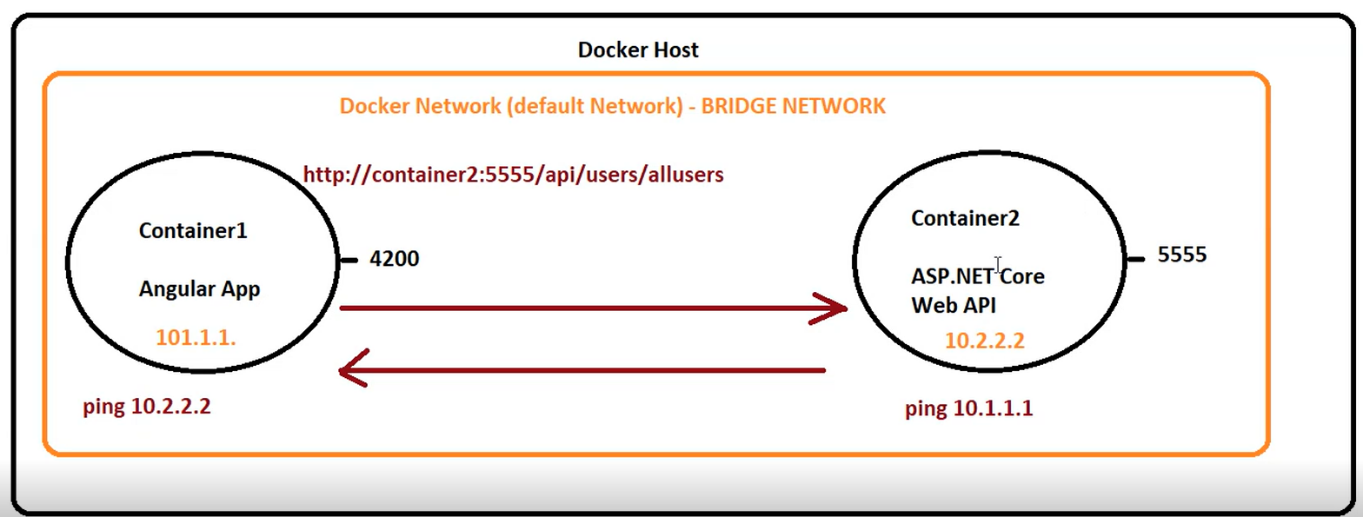 Docker Host
Docker Network (default Network) - BRIDGE NETWORK
http://container2:5555/api/users/allusers
Container1
Angular App
101.1.1.
4200
ping 10.2.2.2
Container2
ASP.NET Core
Web API
10.2.2.2
5555
ping 10.1.1.1